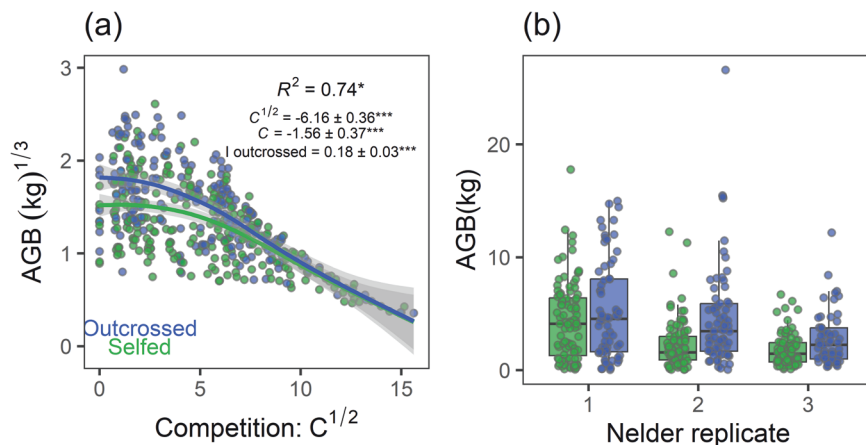 (a)
R² = 0.74*
C^1/2 = -6.16 ± 0.36***
C = -1.56 ± 0.37***
I outcrossed = 0.18 ± 0.03***
AGB (kg)^1/3
3
2
1
0
Outcrossed
Selfed
0 5 10 15
Competition: C^1/2
(b)
AGB(kg)
20
10
0
1 2 3
Nelder replicate